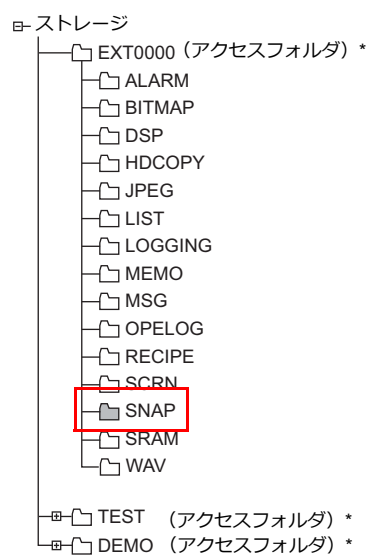 ストレージ
EXT0000（アクセスフォルダ）*
ALARM
BITMAP
DSP
HDCOPY
JPEG
LIST
LOGGING
MEMO
MSG
OPELOG
RECIPE
SCRN
SNAP
SRAM
WAV
TEST （アクセスフォルダ）*
DEMO （アクセスフォルダ）*